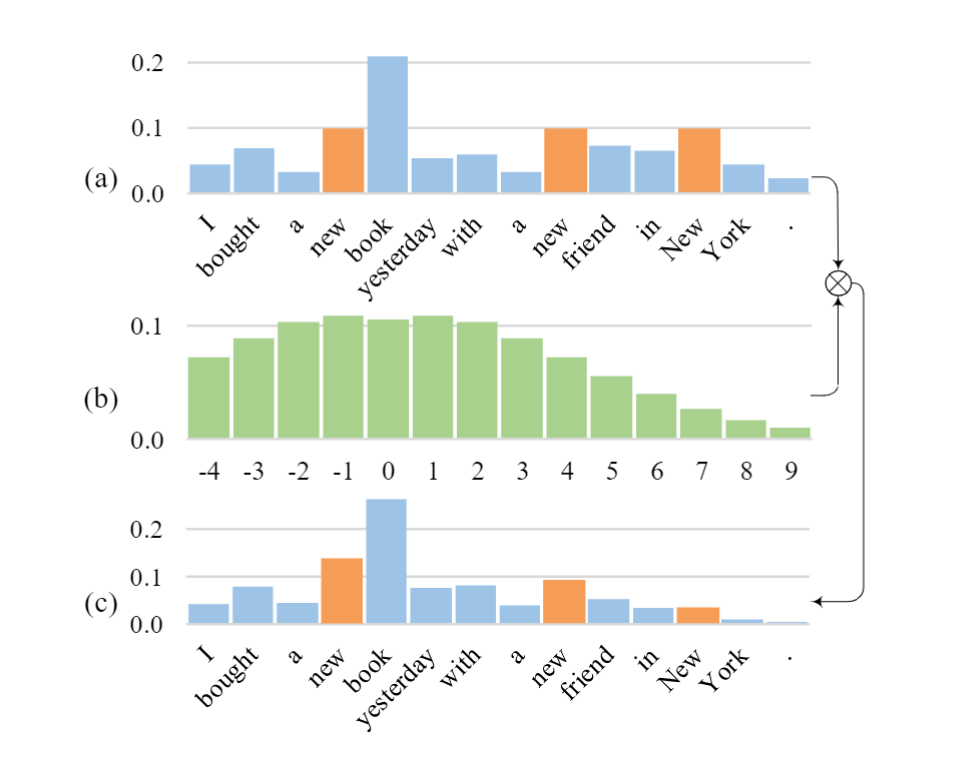 0.2
0.1
(a)
0.0
I bought a new book yesterday with a new friend in New York .
0.1
(b)
0.0
-4 -3 -2 -1 0 1 2 3 4 5 6 7 8 9
0.2
0.1
(c)
0.0
I bought a new book yesterday with a new friend in New York .